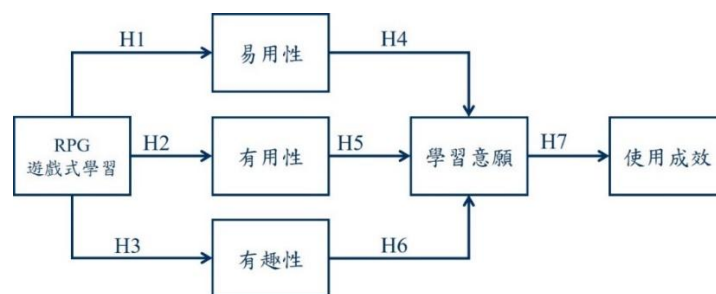 H1
易用性
H4
RPG
遊戲式學習
H2
有用性
H5
學習意願
H7
使用成效
H3
有趣性
H6